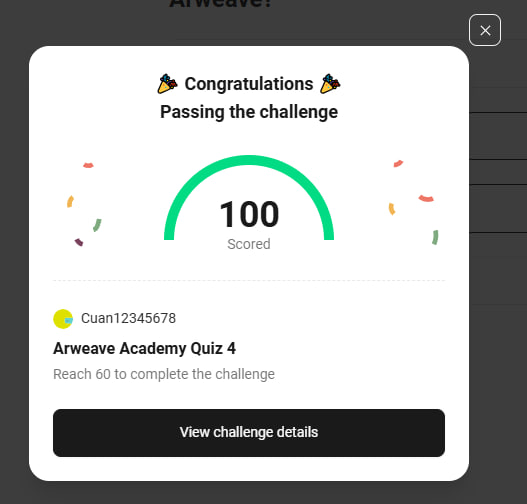 Arweave?
Congratulations
Passing the challenge
100
Scored
Cuan12345678
Arweave Academy Quiz 4
Reach 60 to complete the challenge
View challenge details